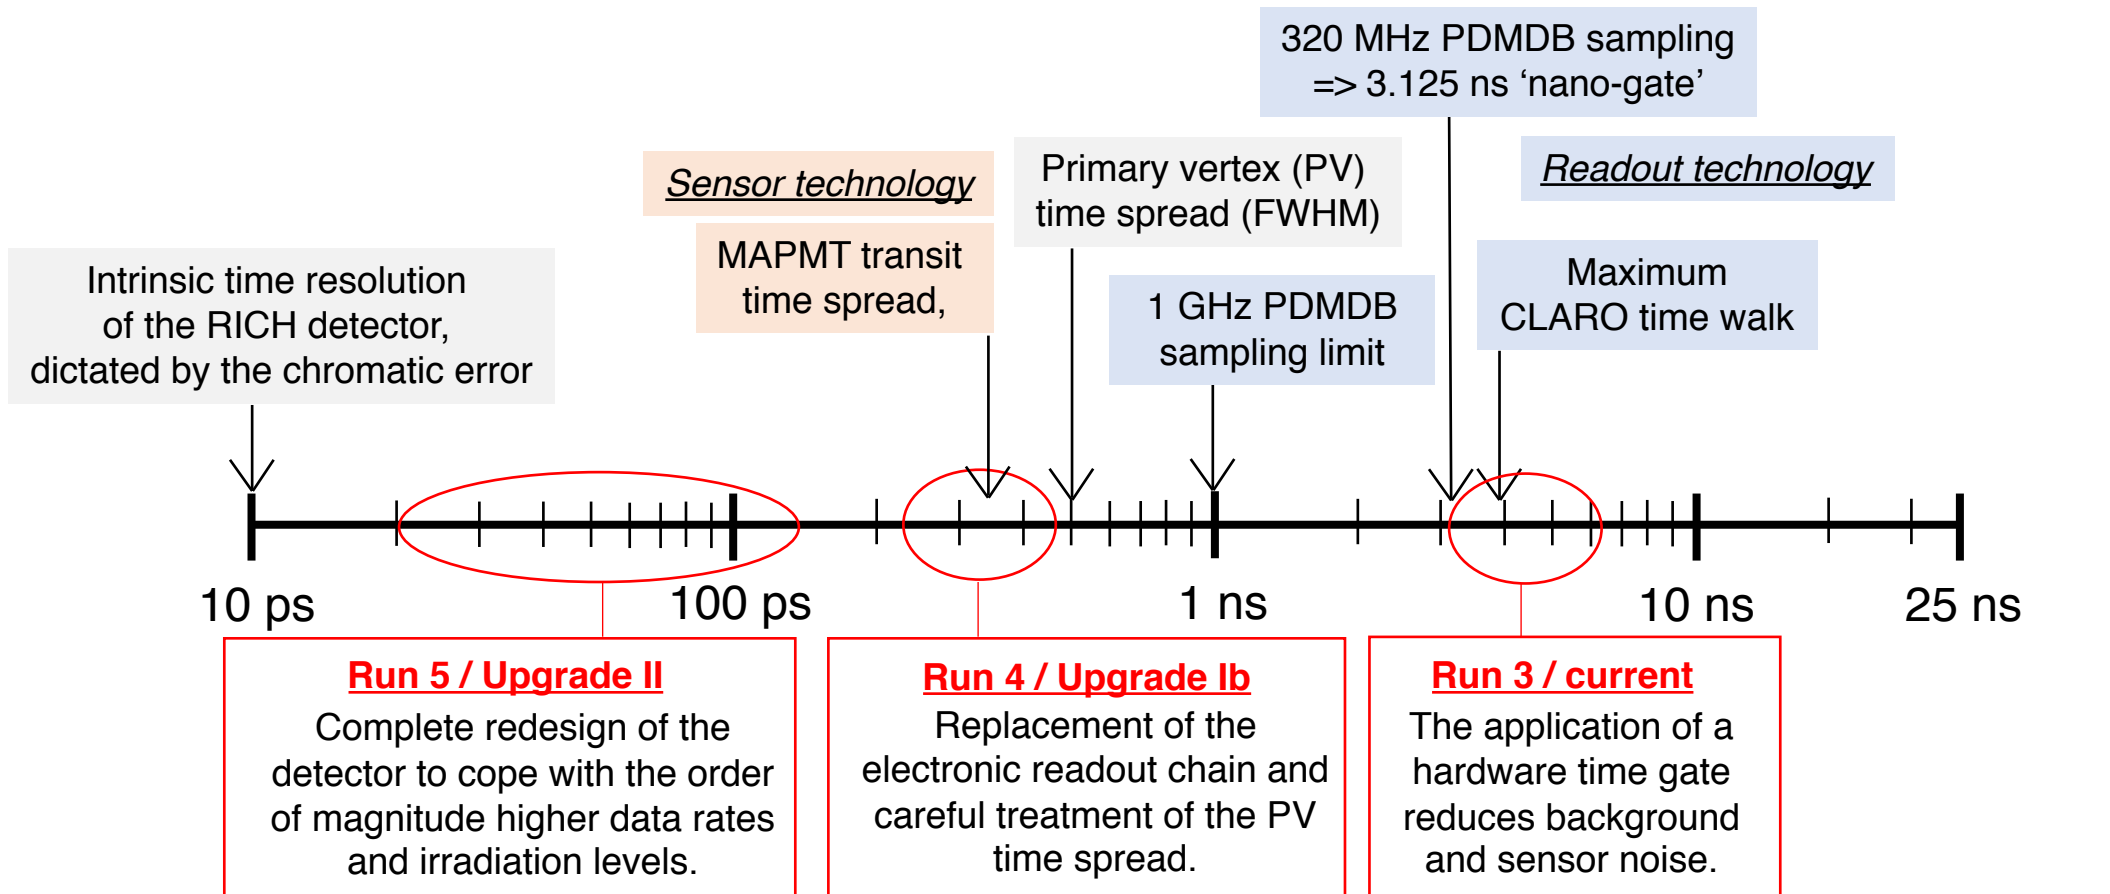 320 MHz PDMDB sampling
=> 3.125 ns ‘nano-gate’
Sensor technology
Primary vertex (PV)
time spread (FWHM)
Readout technology
MAPMT transit
time spread,
Intrinsic time resolution
of the RICH detector,
dictated by the chromatic error
1 GHz PDMDB
sampling limit
Maximum
CLARO time walk
10 ps
100 ps
1 ns
10 ns
25 ns
Run 5 / Upgrade II
Complete redesign of the
detector to cope with the order
of magnitude higher data rates
and irradiation levels.
Run 4 / Upgrade Ib
Replacement of the
electronic readout chain and
careful treatment of the PV
time spread.
Run 3 / current
The application of a
hardware time gate
reduces background
and sensor noise.